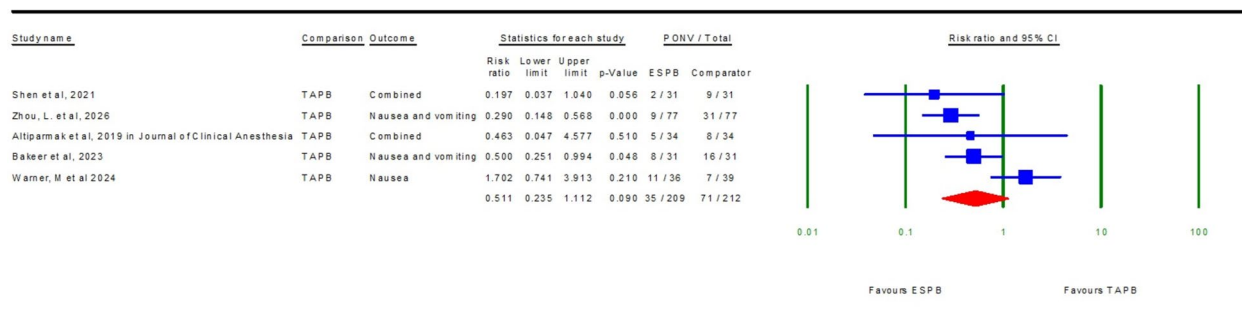 Study name Comparison Outcome Statistics for each study PONV / Total Risk ratio and 95% CI
Risk ratio Lower limit Upper limit p-Value ESPB Comparator
Shen et al, 2021 TAPB Combined 0.197 0.037 1.040 0.056 2 / 31 9 / 31
Zhou, L. et al, 2026 TAPB Nausea and vomiting 0.290 0.148 0.568 0.000 9 / 77 31 / 77
Altiparmak et al, 2019 in Journal of Clinical Anesthesia TAPB Combined 0.463 0.047 4.577 0.510 5 / 34 8 / 34
Bakeer et al, 2023 TAPB Nausea and vomiting 0.500 0.251 0.994 0.048 8 / 31 16 / 31
Warner, M et al 2024 TAPB Nausea 1.702 0.741 3.913 0.210 11 / 36 7 / 39
0.511 0.235 1.112 0.090 35 / 209 71 / 212
0.01 0.1 1 10 100
Favours ESPB Favours TAPB